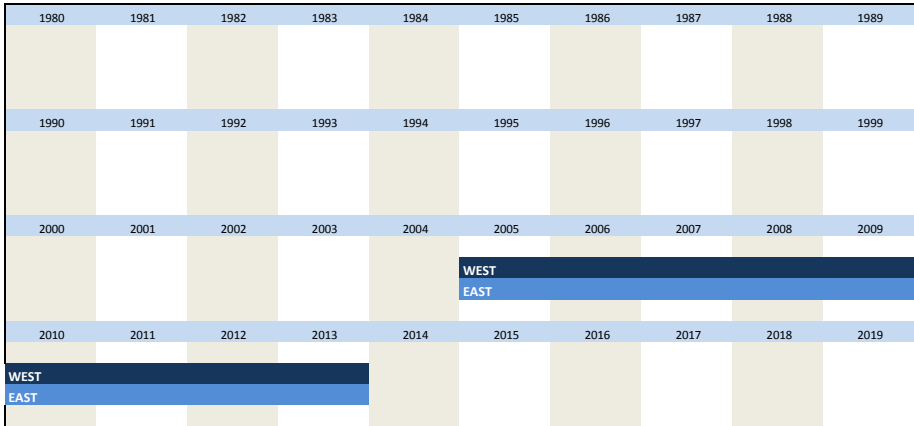 1980 1981 1982 1983 1984 1985 1986 1987 1988 1989
1990 1991 1992 1993 1994 1995 1996 1997 1998 1999
2000 2001 2002 2003 2004 2005 2006 2007 2008 2009
WEST
EAST
2010 2011 2012 2013 2014 2015 2016 2017 2018 2019
WEST
EAST